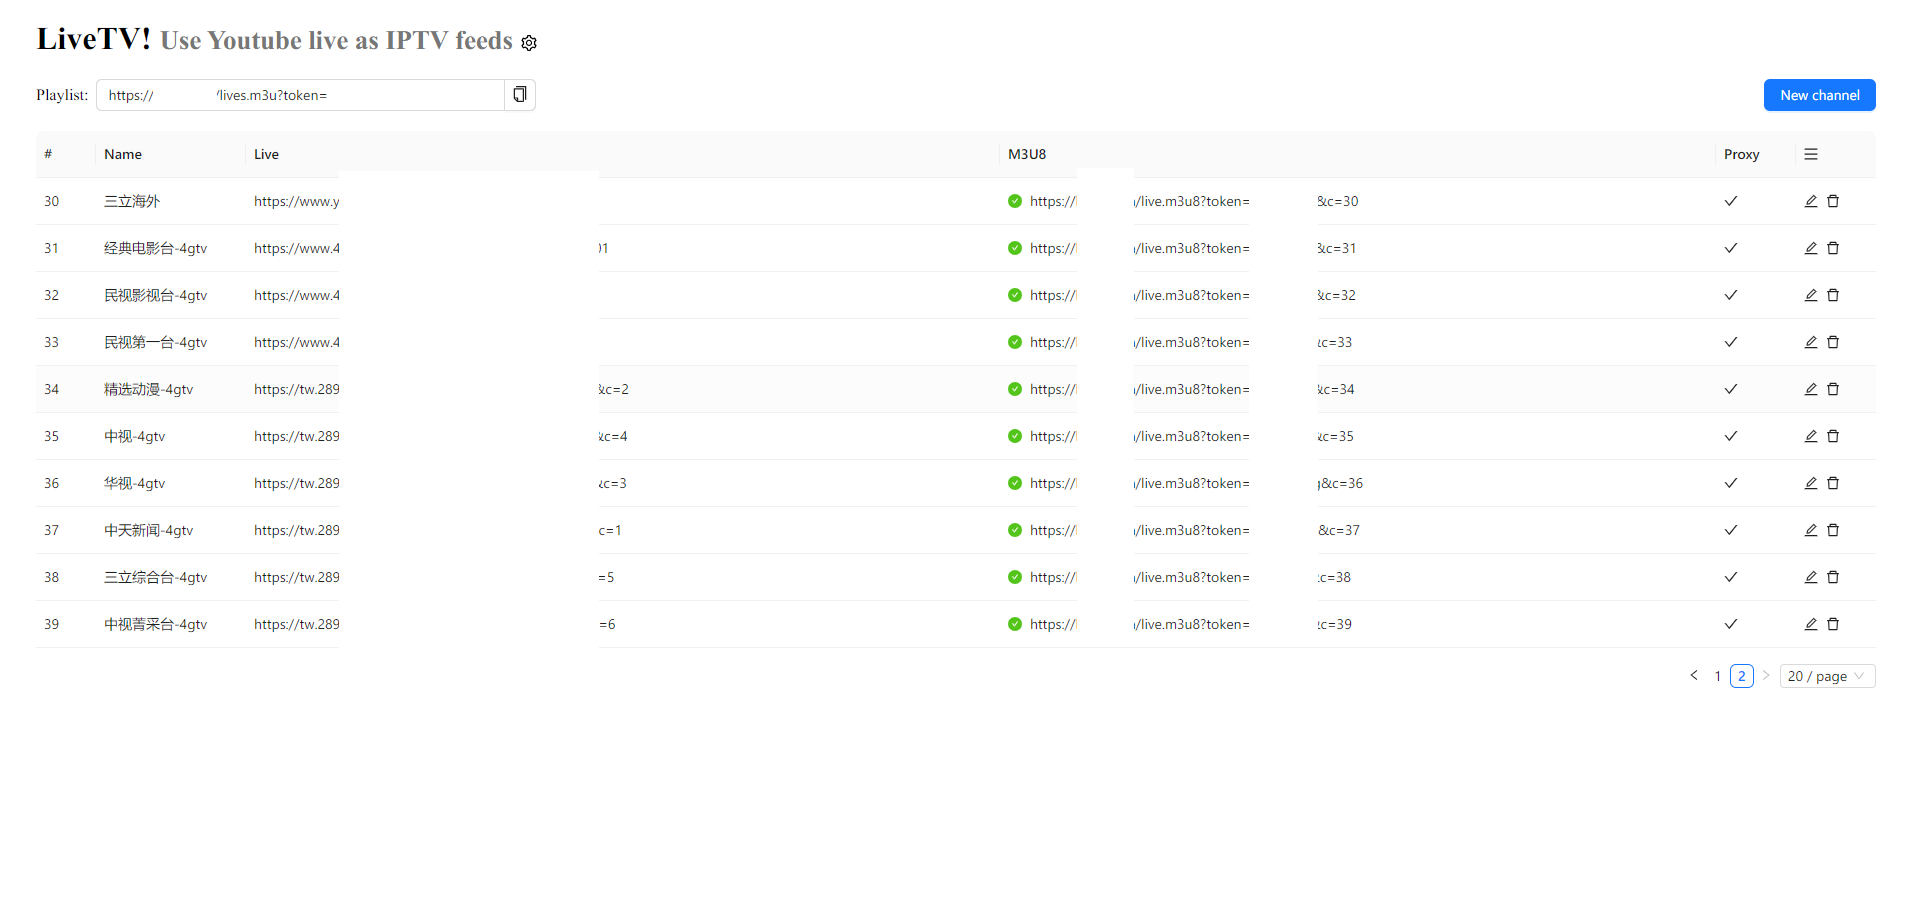 LiveTV! Use Youtube live as IPTV feeds
Playlist: https:// /lives.m3u?token=
New channel
# Name Live M3U8 Proxy
30 三立海外 https://www.y https:// /live.m3u8?token= &c=30
31 经典电影台-4gtv https://www.4 01 https:// /live.m3u8?token= &c=31
32 民视影视台-4gtv https://www.4 https:// /live.m3u8?token= &c=32
33 民视第一台-4gtv https://www.4 https:// /live.m3u8?token= &c=33
34 精选动漫-4gtv https://tw.289 &c=2 https:// /live.m3u8?token= &c=34
35 中视-4gtv https://tw.289 &c=4 https:// /live.m3u8?token= &c=35
36 华视-4gtv https://tw.289 &c=3 https:// /live.m3u8?token= g&c=36
37 中天新闻-4gtv https://tw.289 c=1 https:// /live.m3u8?token= &c=37
38 三立综合台-4gtv https://tw.289 =5 https:// /live.m3u8?token= &c=38
39 中视菁采台-4gtv https://tw.289 =6 https:// /live.m3u8?token= &c=39
1 2 20 / page